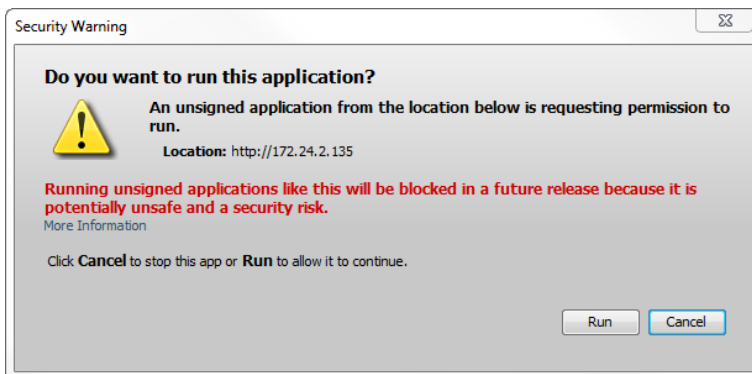 Security Warning
Do you want to run this application?
An unsigned application from the location below is requesting permission to
run.
Location: http://172.24.2.135
Running unsigned applications like this will be blocked in a future release because it is
potentially unsafe and a security risk.
More Information
Click Cancel to stop this app or Run to allow it to continue.
Run Cancel